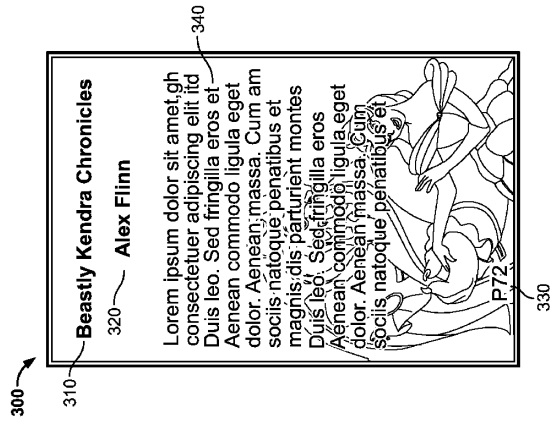 300
310
Beastly Kendra Chronicles
320
Alex Flinn
340
Lorem ipsum dolor sit amet,gh
consectetuer adipiscing elit itd
Duis leo. Sed fringilla eros et
Aenean commodo ligula eget
dolor. Aenean massa. Cum am
sociis natoque penatibus et
magnis dis parturient montes
Duis leo. Sed fringilla eros
Aenean commodo ligula eget
dolor. Aenean massa. Cum
sociis natoque penatibus et
P72
330